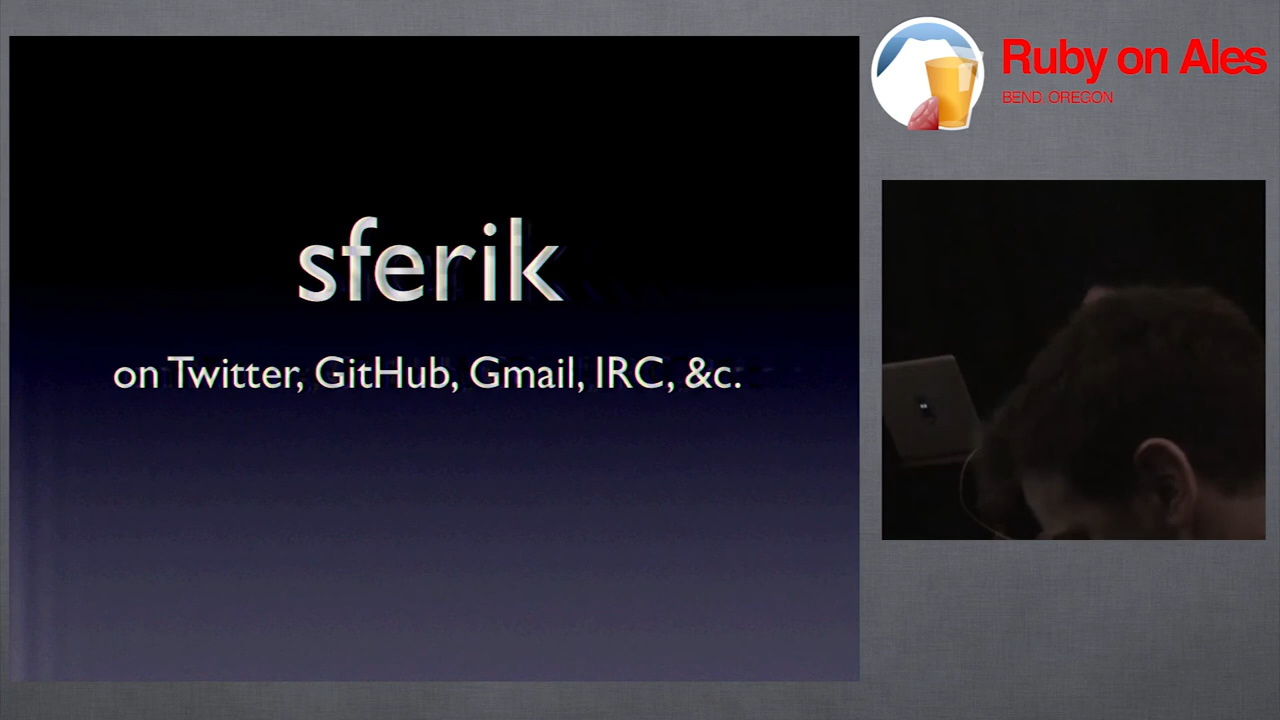 sferik
on Twitter, GitHub, Gmail, IRC, &c.
Ruby on Ales
BEND, OREGON